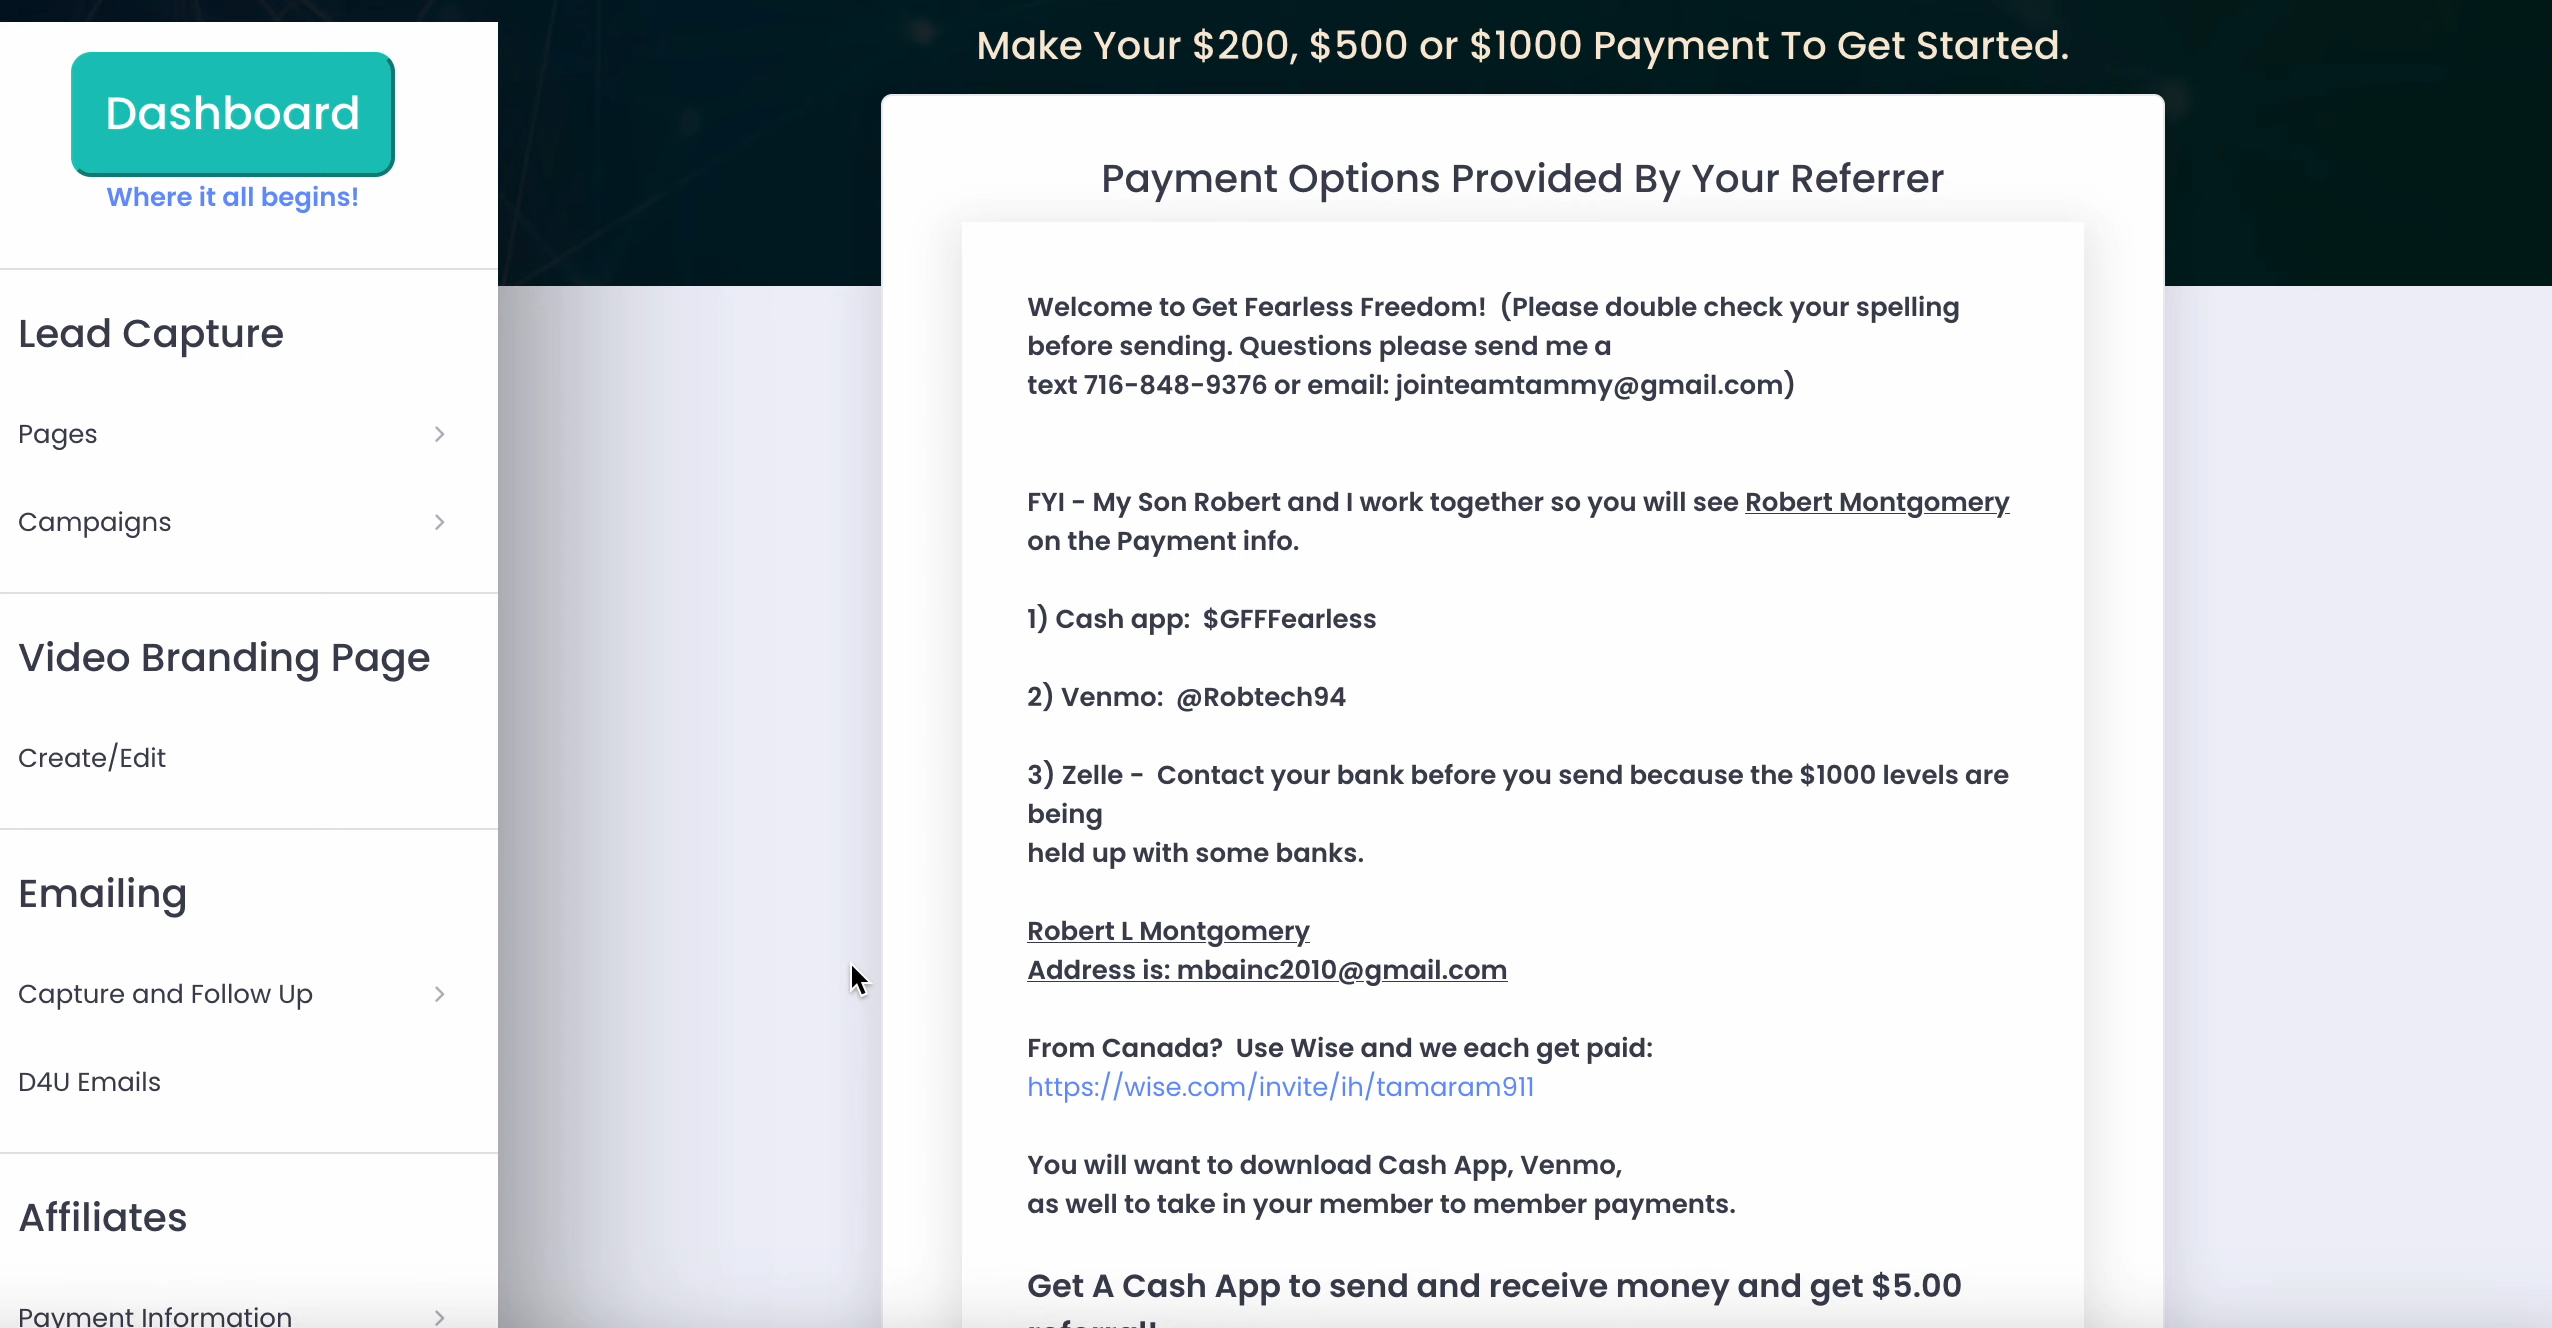 Dashboard
Where it all begins!
Lead Capture
Pages
Campaigns
Video Branding Page
Create/Edit
Emailing
Capture and Follow Up
D4U Emails
Affiliates
Payment Information
Make Your $200, $500 or $1000 Payment To Get Started.
Payment Options Provided By Your Referrer
Welcome to Get Fearless Freedom!  (Please double check your spelling
before sending. Questions please send me a
text 716-848-9376 or email: jointeamtammy@gmail.com)
FYI - My Son Robert and I work together so you will see Robert Montgomery
on the Payment info.
1) Cash app:  $GFFFearless
2) Venmo:  @Robtech94
3) Zelle -  Contact your bank before you send because the $1000 levels are
being
held up with some banks.
Robert L Montgomery
Address is: mbainc2010@gmail.com
From Canada?  Use Wise and we each get paid:
https://wise.com/invite/ih/tamaram911
You will want to download Cash App, Venmo,
as well to take in your member to member payments.
Get A Cash App to send and receive money and get $5.00